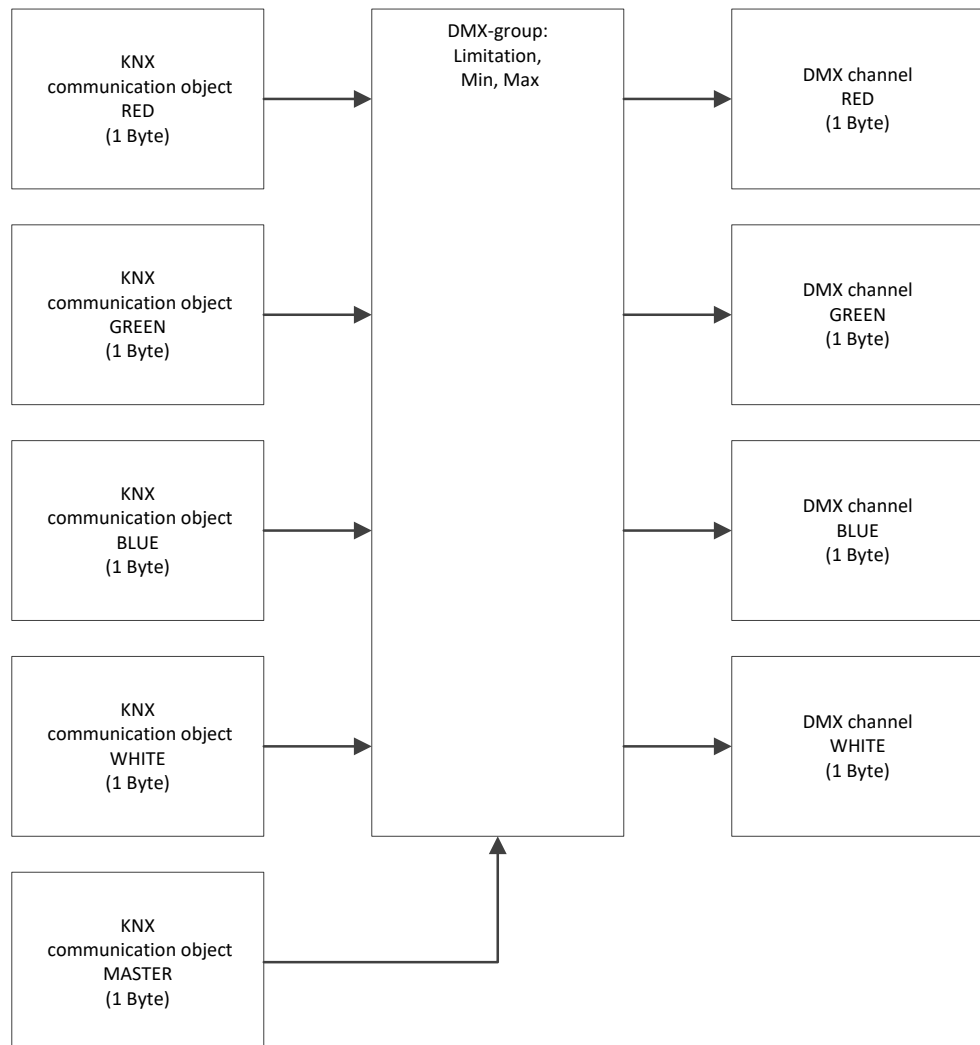 KNX
communication object
RED
(1 Byte)
DMX-group:
Limitation,
Min, Max
DMX channel
RED
(1 Byte)
KNX
communication object
GREEN
(1 Byte)
DMX channel
GREEN
(1 Byte)
KNX
communication object
BLUE
(1 Byte)
DMX channel
BLUE
(1 Byte)
KNX
communication object
WHITE
(1 Byte)
DMX channel
WHITE
(1 Byte)
KNX
communication object
MASTER
(1 Byte)